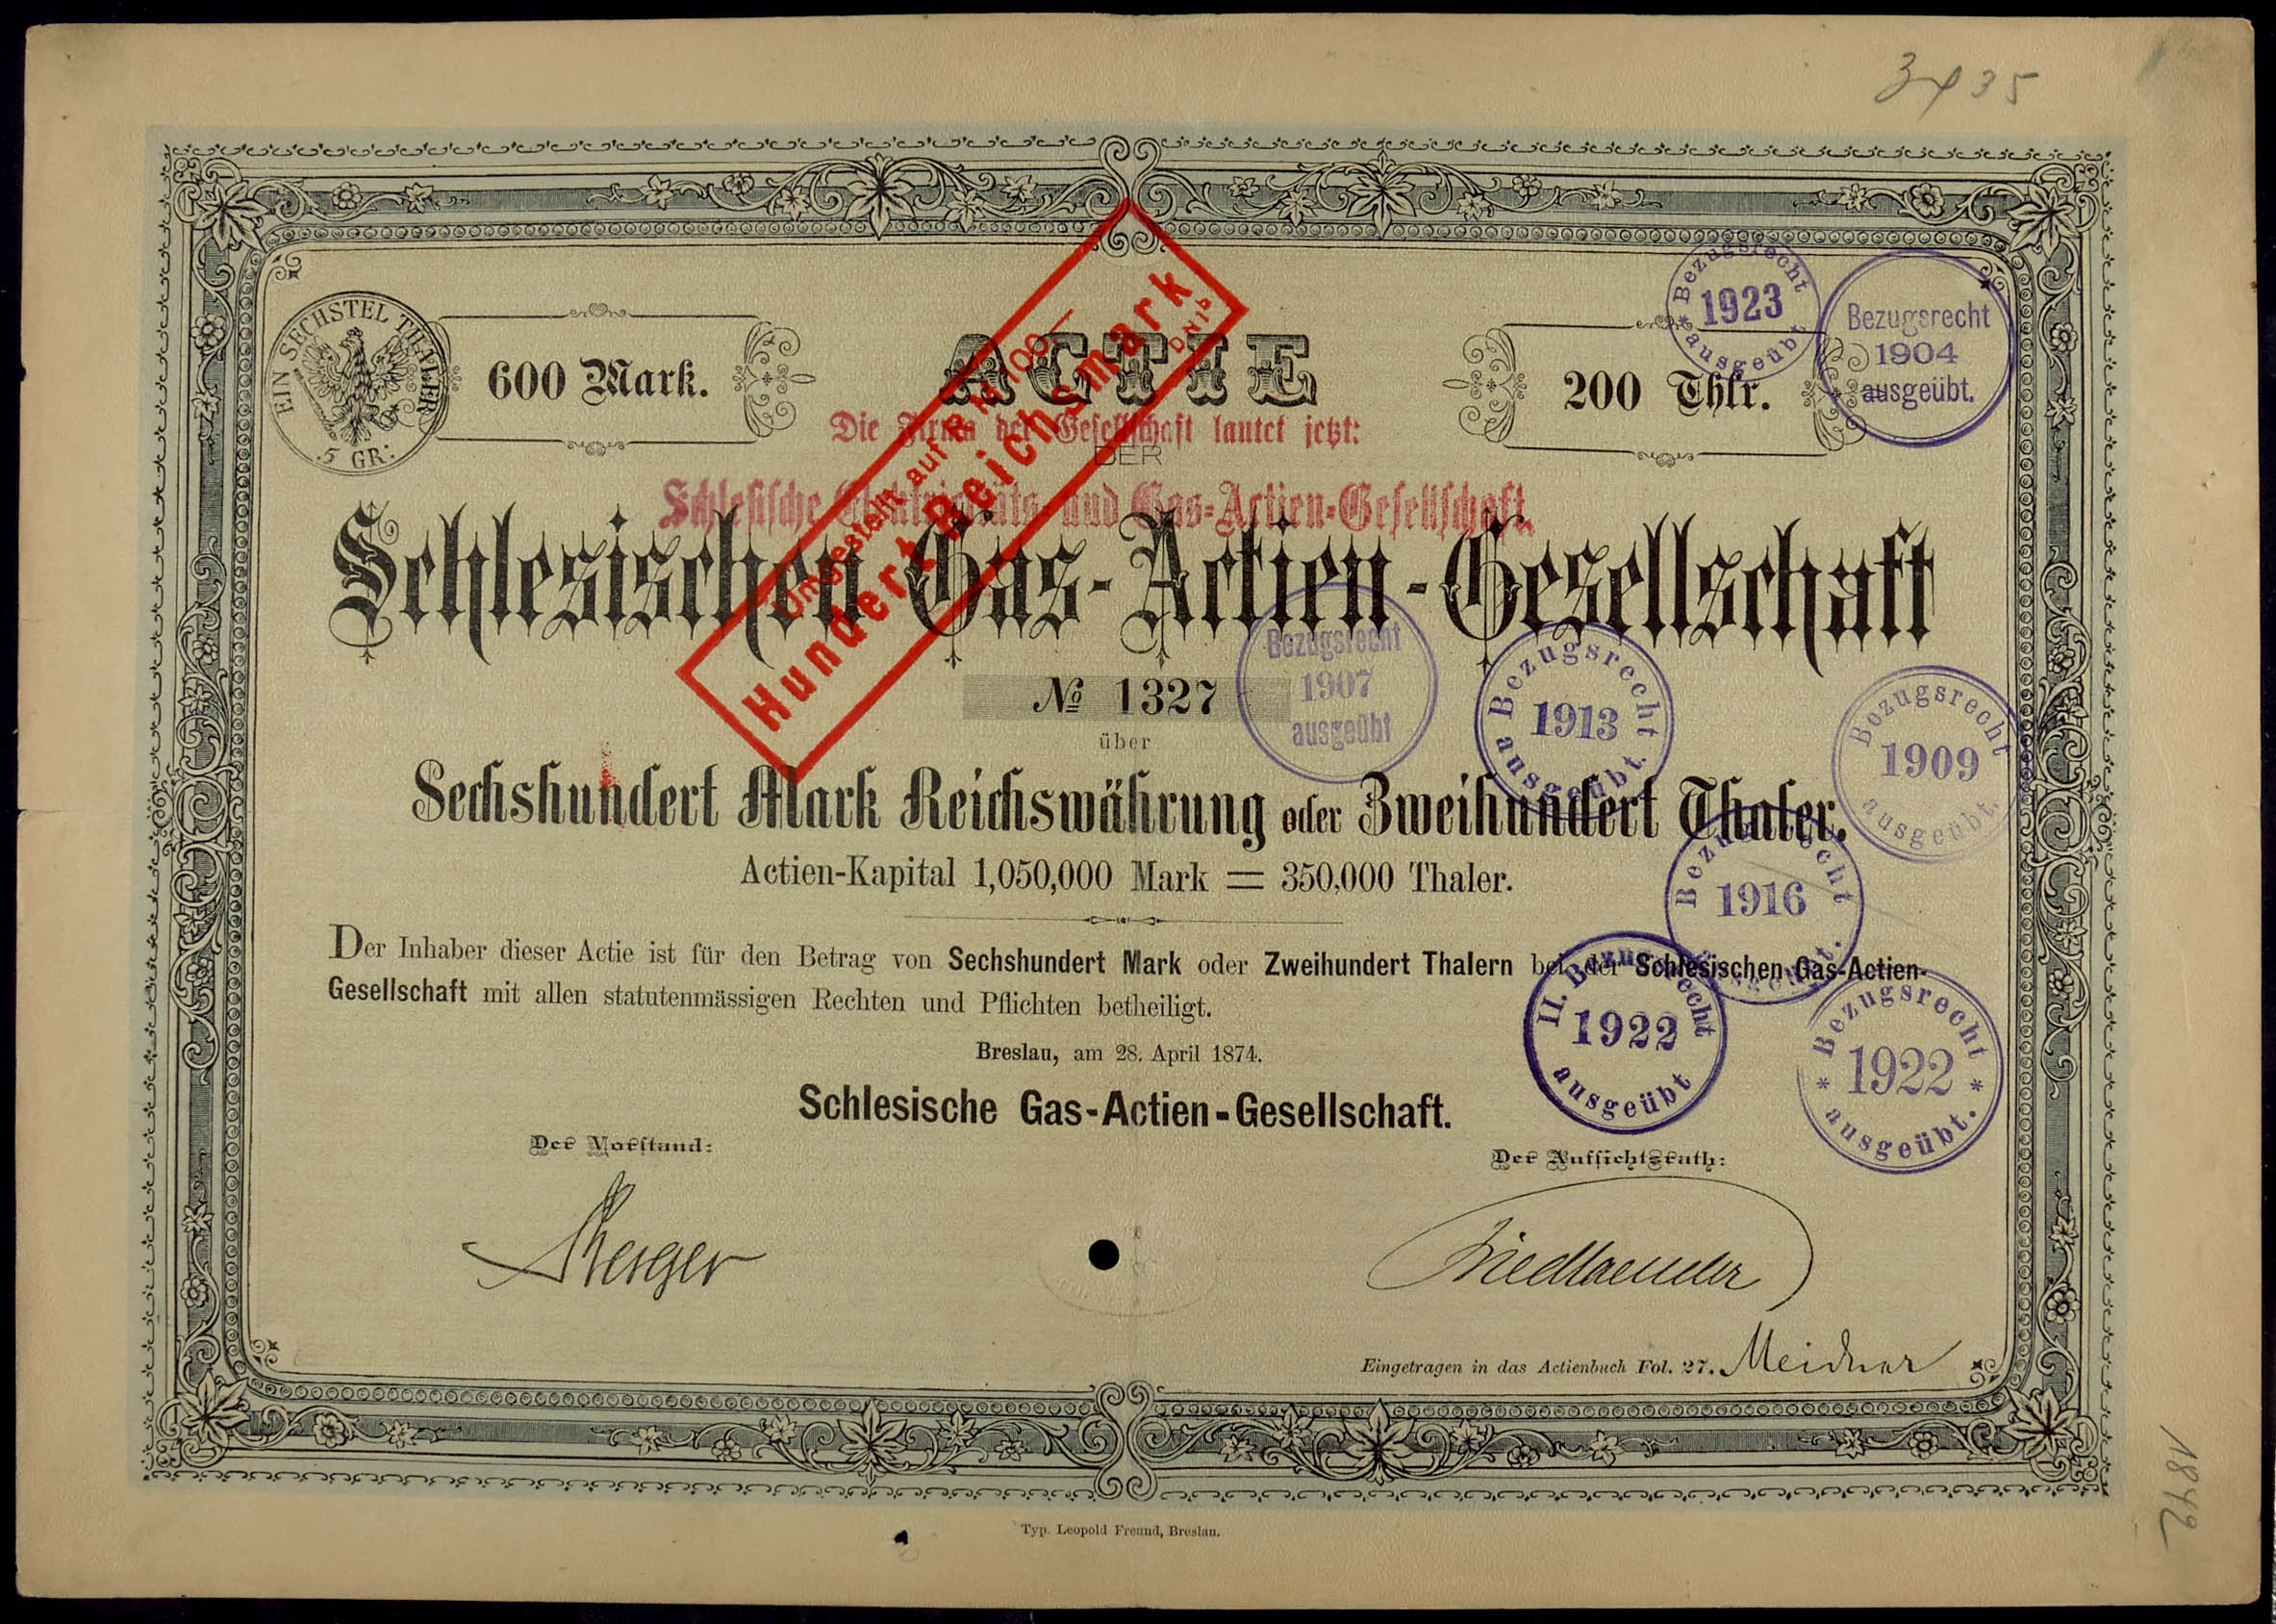 3435
EIN SECHSTEL THALER
5 GR:
600 Mark.
ACTIE
200 Thlr.
Bezugsrecht 1923 ausgeübt
Bezugsrecht
1904
ausgeübt.
Umgestellt auf RM 100.—
Hundert Reichsmark
Die Firma der Gesellschaft lautet jetzt:
DER
Schlesische Elektricitäts- und Gas-Actien-Gesellschaft.
Schlesischen Gas-Actien-Gesellschaft
№ 1327
Bezugsrecht
1907
ausgeübt
Bezugsrecht 1913 ausgeübt.
Bezugsrecht 1909 ausgeübt.
über
Sechshundert Mark Reichswährung oder Zweihundert Thaler.
Actien-Kapital 1,050,000 Mark = 350,000 Thaler.
Bezugsrecht 1916 ausgeübt.
Der Inhaber dieser Actie ist für den Betrag von Sechshundert Mark oder Zweihundert Thalern bei der Schlesischen Gas-Actien-
Gesellschaft mit allen statutenmässigen Rechten und Pflichten betheiligt.
II. Bezugsrecht 1922 ausgeübt
Bezugsrecht * 1922 * ausgeübt.
Breslau, am 28. April 1874.
Schlesische Gas-Actien-Gesellschaft.
Der Vorstand:
Der Aufsichtsrath:
Friedlaender
Eingetragen in das Actienbuch Fol. 27. Meidner
Typ. Leopold Freund, Breslau.
1842